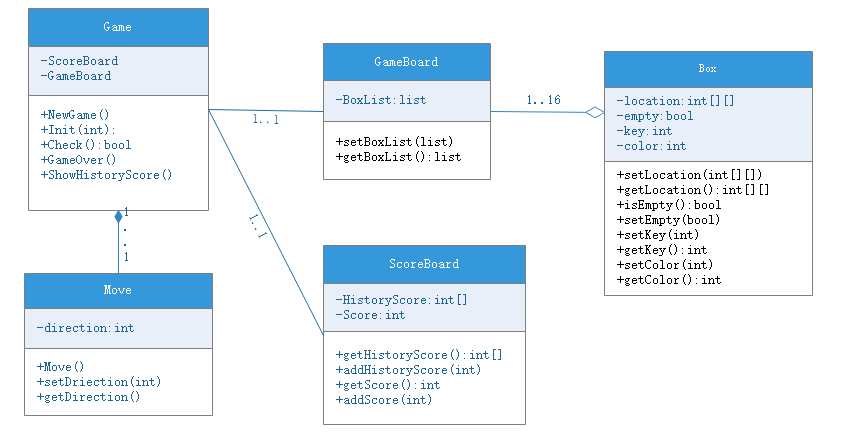 Game
-ScoreBoard
-GameBoard
+NewGame()
+Init(int):
+Check():bool
+GameOver()
+ShowHistoryScore()
1..1
Move
-direction:int
+Move()
+setDriection(int)
+getDirection()
1..1
1..1
GameBoard
-BoxList:list
+setBoxList(list)
+getBoxList():list
1..16
ScoreBoard
-HistoryScore:int[]
-Score:int
+getHistoryScore():int[]
+addHistoryScore(int)
+getScore():int
+addScore(int)
Box
-location:int[][]
-empty:bool
-key:int
-color:int
+setLocation(int[][])
+getLocation():int[][]
+isEmpty():bool
+setEmpty(bool)
+setKey(int)
+getKey():int
+setColor(int)
+getColor():int